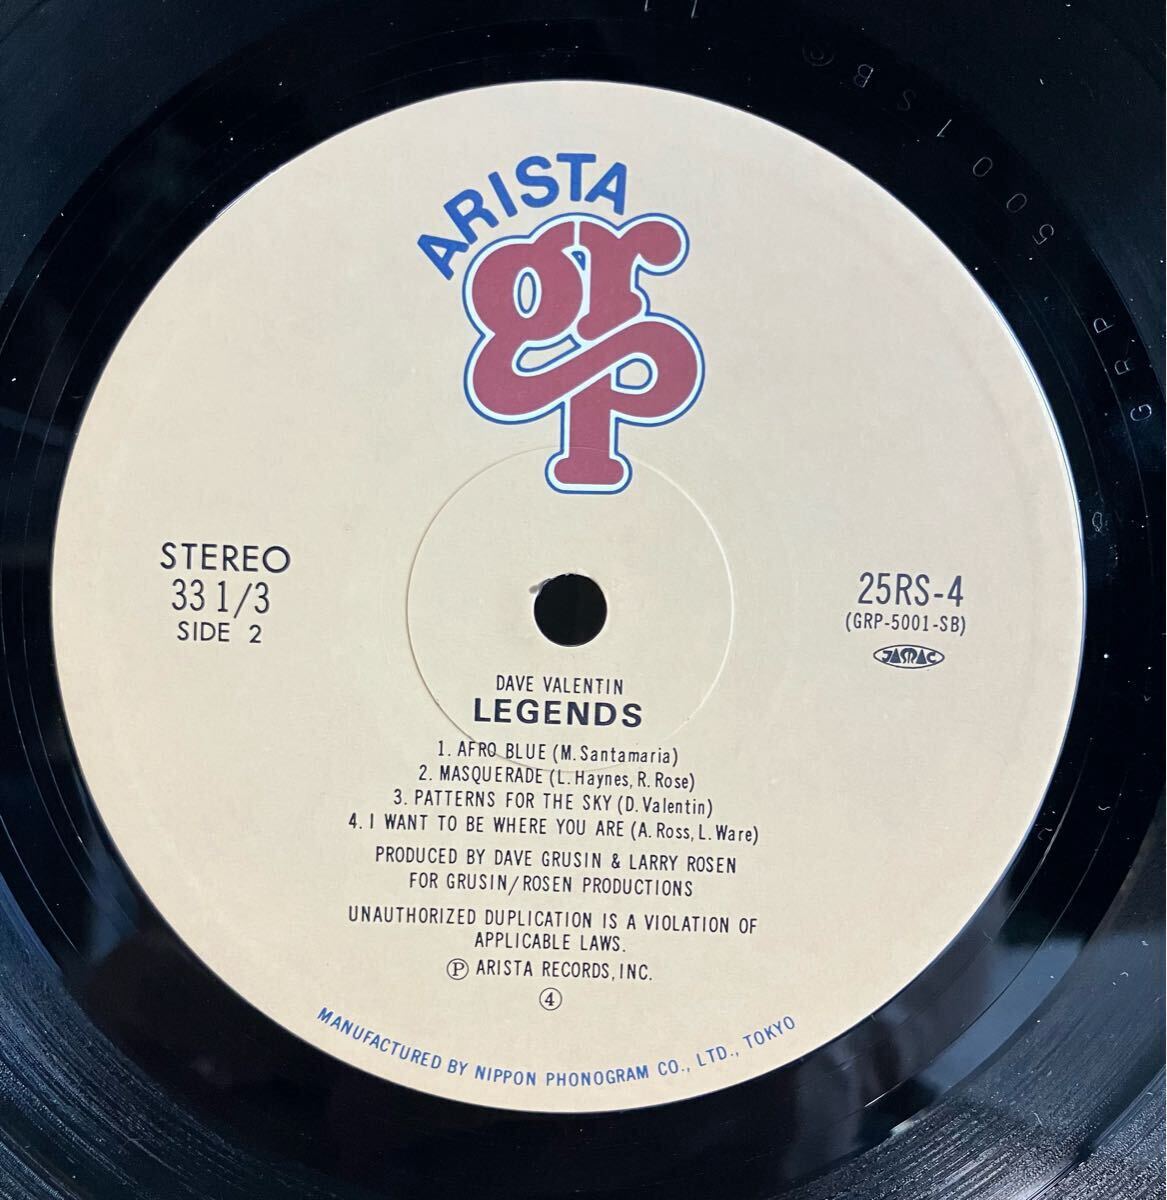 ARISTA
grp
STEREO
33 1/3
SIDE 2
25RS-4
(GRP-5001-SB)
JASRAC
DAVE VALENTIN
LEGENDS
1. AFRO BLUE (M. Santamaria)
2. MASQUERADE (L. Haynes, R. Rose)
3. PATTERNS FOR THE SKY (D. Valentin)
4. I WANT TO BE WHERE YOU ARE (A. Ross, L. Ware)
PRODUCED BY DAVE GRUSIN & LARRY ROSEN
FOR GRUSIN/ROSEN PRODUCTIONS
UNAUTHORIZED DUPLICATION IS A VIOLATION OF
APPLICABLE LAWS.
Ⓟ ARISTA RECORDS, INC.
④
MANUFACTURED BY NIPPON PHONOGRAM CO., LTD., TOKYO
GRP 5001SB